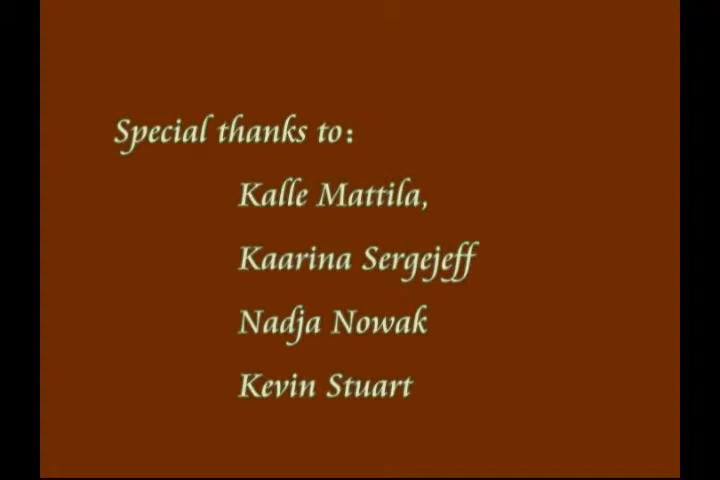 Special thanks to:
Kalle Mattila,
Kaarina Sergejeff
Nadja Nowak
Kevin Stuart